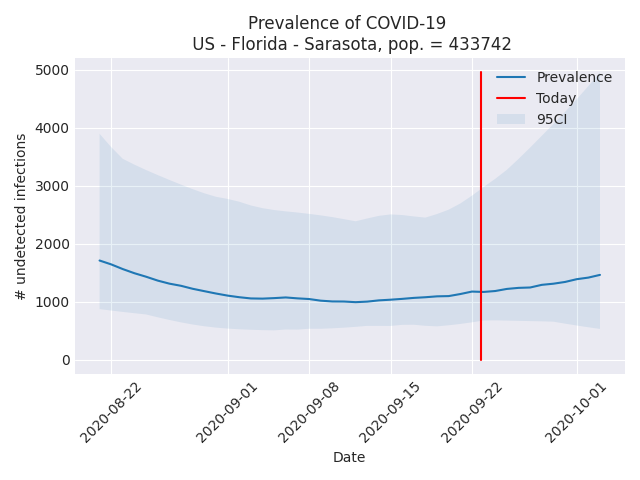 Prevalence of COVID-19
US - Florida - Sarasota, pop. = 433742
# undetected infections
5000
4000
3000
2000
1000
0
Prevalence
Today
95CI
2020-08-22
2020-09-01
2020-09-08
2020-09-15
2020-09-22
2020-10-01
Date